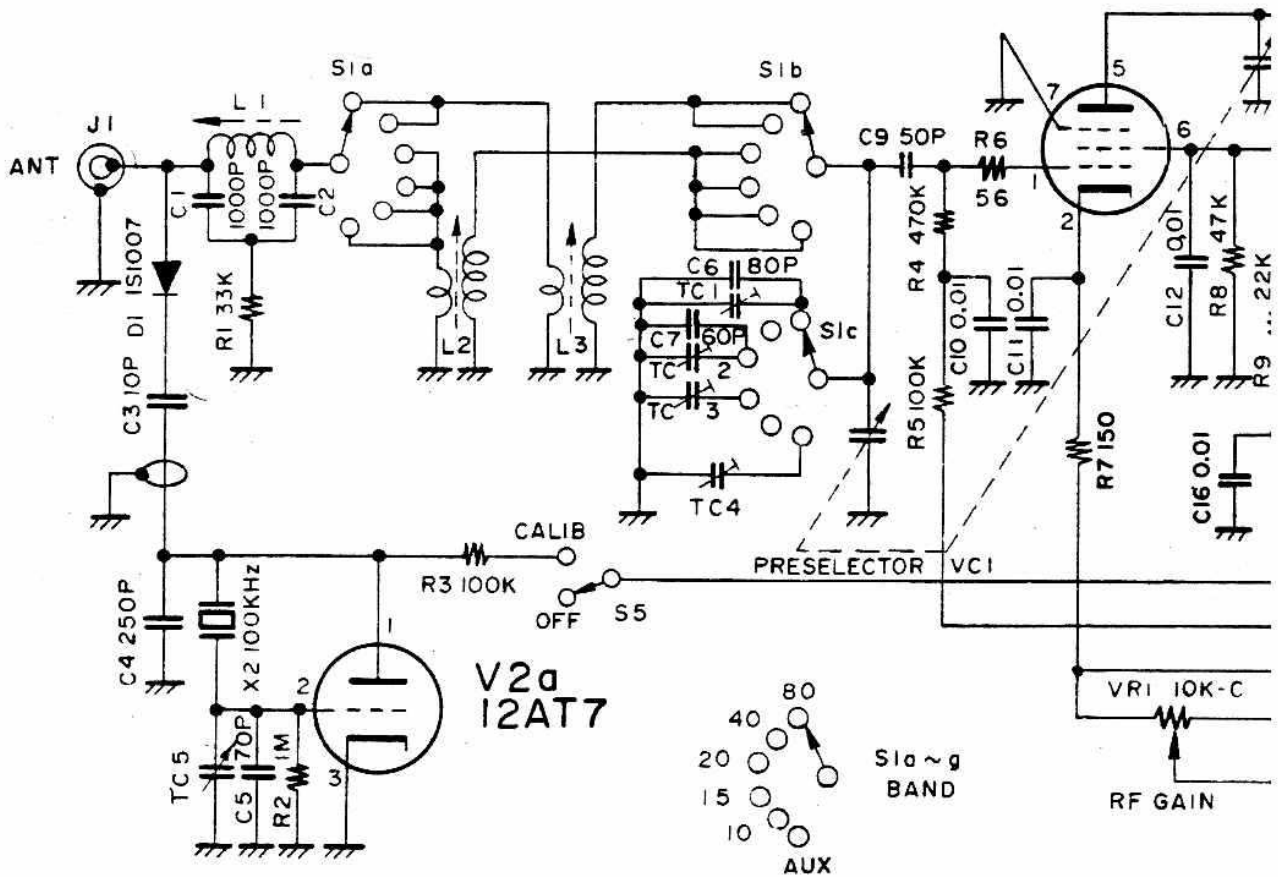 S1a
S1b
L1
J1
ANT
C1
1000P
1000P
C2
R1 33K
D1 1S1007
C3 10P
L2
L3
C9 50P
R6
56
R4 470K
7
5
6
1
2
C6 80P
TC1
C7 60P
TC 2
TC 3
TC4
S1c
R5 100K
C10 0.01
C11 0.01
C12 0.01
R8 47K
R9 ... 22K
R7 150
C16 0.01
PRESELECTOR VC1
CALIB
R3 100K
OFF
S5
C4 250P
X2 100KHz
1
2
3
V2a
12AT7
TC5
C5 70P
R2 1M
80
40
20
15
10
AUX
S1a~g
BAND
VR1 10K-C
RF GAIN